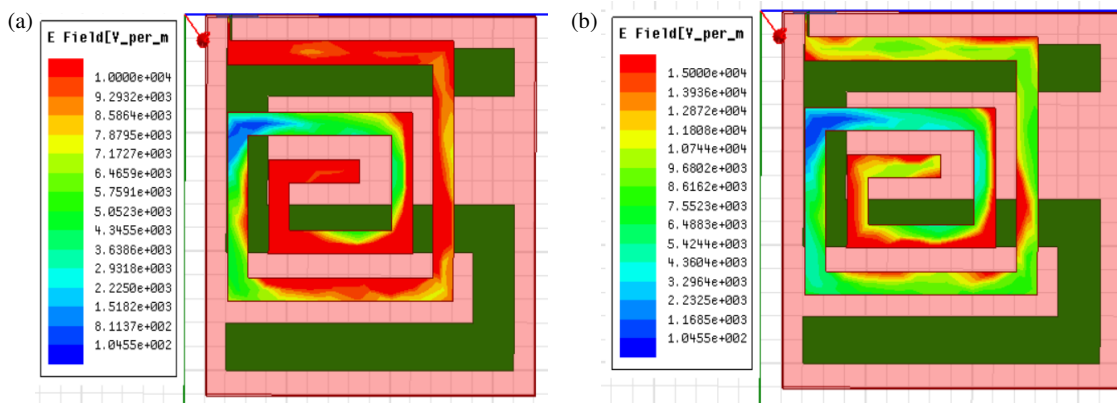 (a)
E Field[V_per_m
1.0000e+004
9.2932e+003
8.5864e+003
7.8795e+003
7.1727e+003
6.4659e+003
5.7591e+003
5.0523e+003
4.3455e+003
3.6386e+003
2.9318e+003
2.2250e+003
1.5182e+003
8.1137e+002
1.0455e+002
(b)
E Field[V_per_m
1.5000e+004
1.3936e+004
1.2872e+004
1.1808e+004
1.0744e+004
9.6802e+003
8.6162e+003
7.5523e+003
6.4883e+003
5.4244e+003
4.3604e+003
3.2964e+003
2.2325e+003
1.1685e+003
1.0455e+002